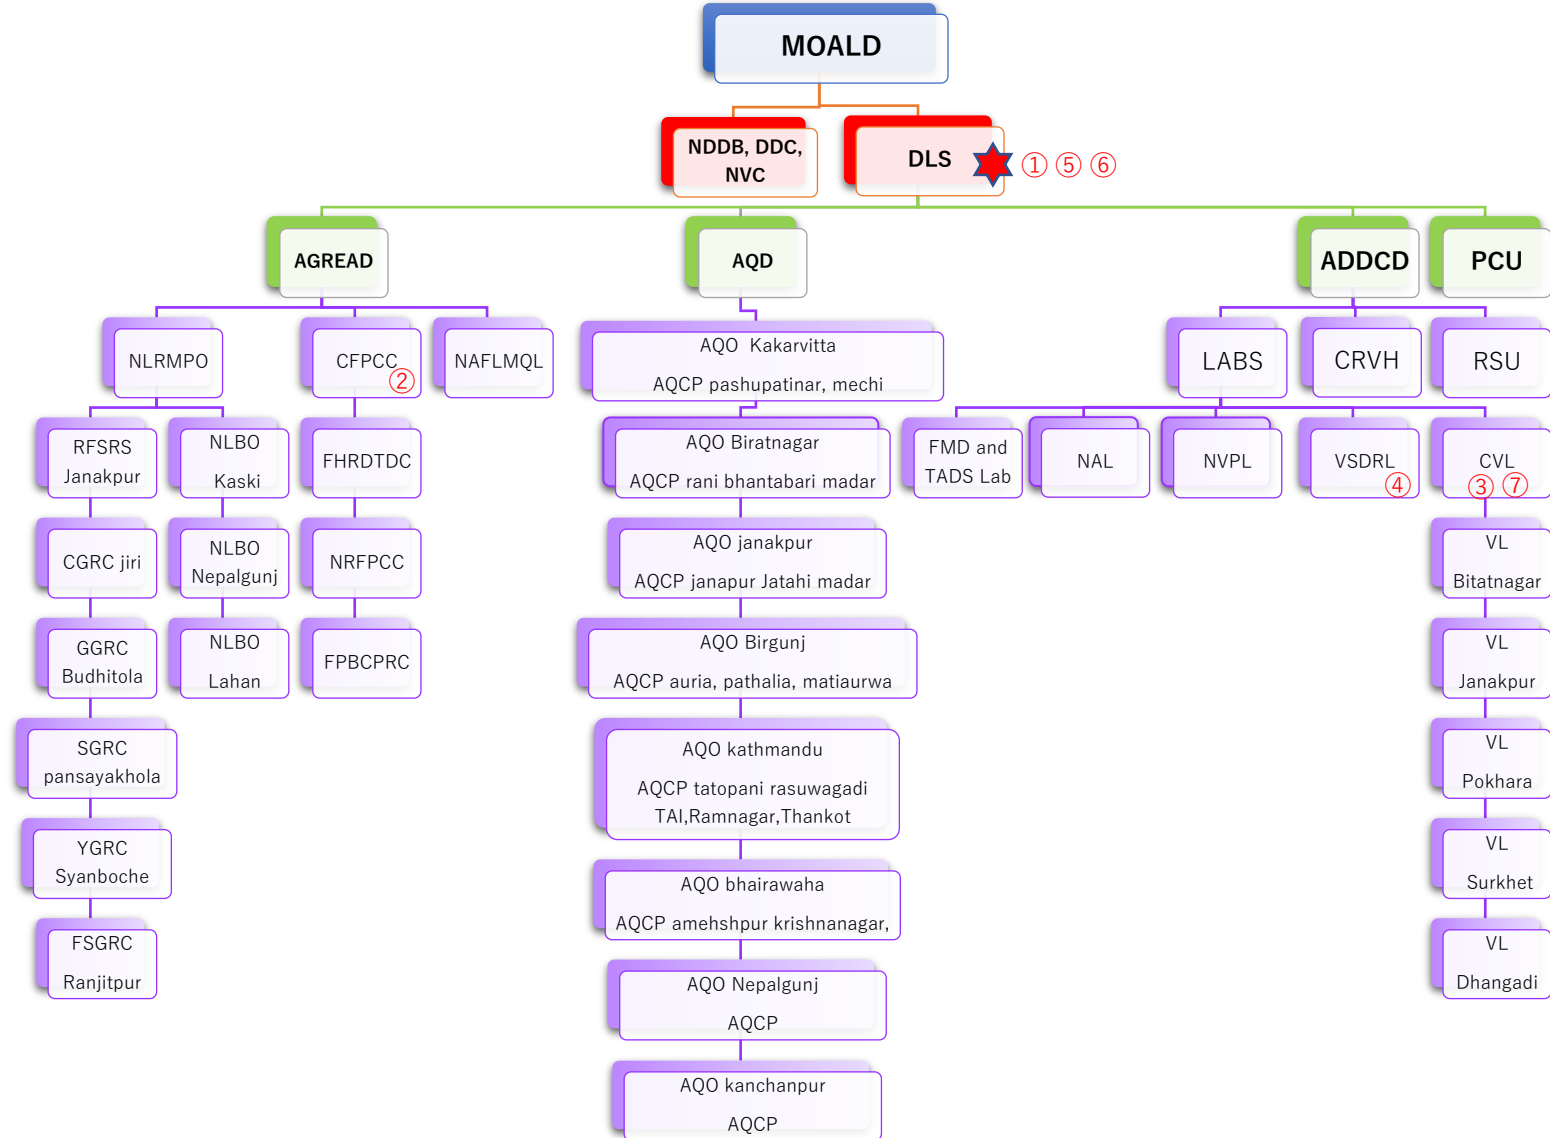 MOALD
NDDB, DDC,
NVC
DLS
① ⑤ ⑥
AGREAD
AQD
ADDCD
PCU
NLRMPO
CFPCC
②
NAFLMQL
RFSRS
Janakpur
CGRC jiri
GGRC
Budhitola
SGRC
pansayakhola
YGRC
Syanboche
FSGRC
Ranjitpur
NLBO
Kaski
NLBO
Nepalgunj
NLBO
Lahan
FHRDTDC
NRFPCC
FPBCPRC
AQO Kakarvitta
AQCP pashupatinar, mechi
AQO Biratnagar
AQCP rani bhantabari madar
AQO janakpur
AQCP janapur Jatahi madar
AQO Birgunj
AQCP auria, pathalia, matiaurwa
AQO kathmandu
AQCP tatopani rasuwagadi
TAI,Ramnagar,Thankot
AQO bhairawaha
AQCP amehshpur krishnanagar,
AQO Nepalgunj
AQCP
AQO kanchanpur
AQCP
LABS
CRVH
RSU
FMD and
TADS Lab
NAL
NVPL
VSDRL
④
CVL
③ ⑦
VL
Bitatnagar
VL
Janakpur
VL
Pokhara
VL
Surkhet
VL
Dhangadi